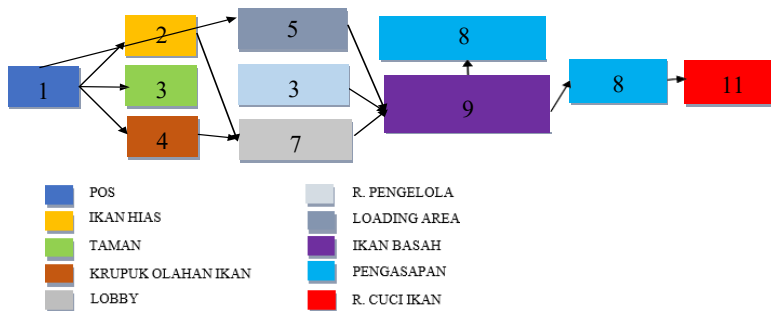 2 5 8
1 3 3 9 8 11
4 7
POS R. PENGELOLA
IKAN HIAS LOADING AREA
TAMAN IKAN BASAH
KRUPUK OLAHAN IKAN PENGASAPAN
LOBBY R. CUCI IKAN